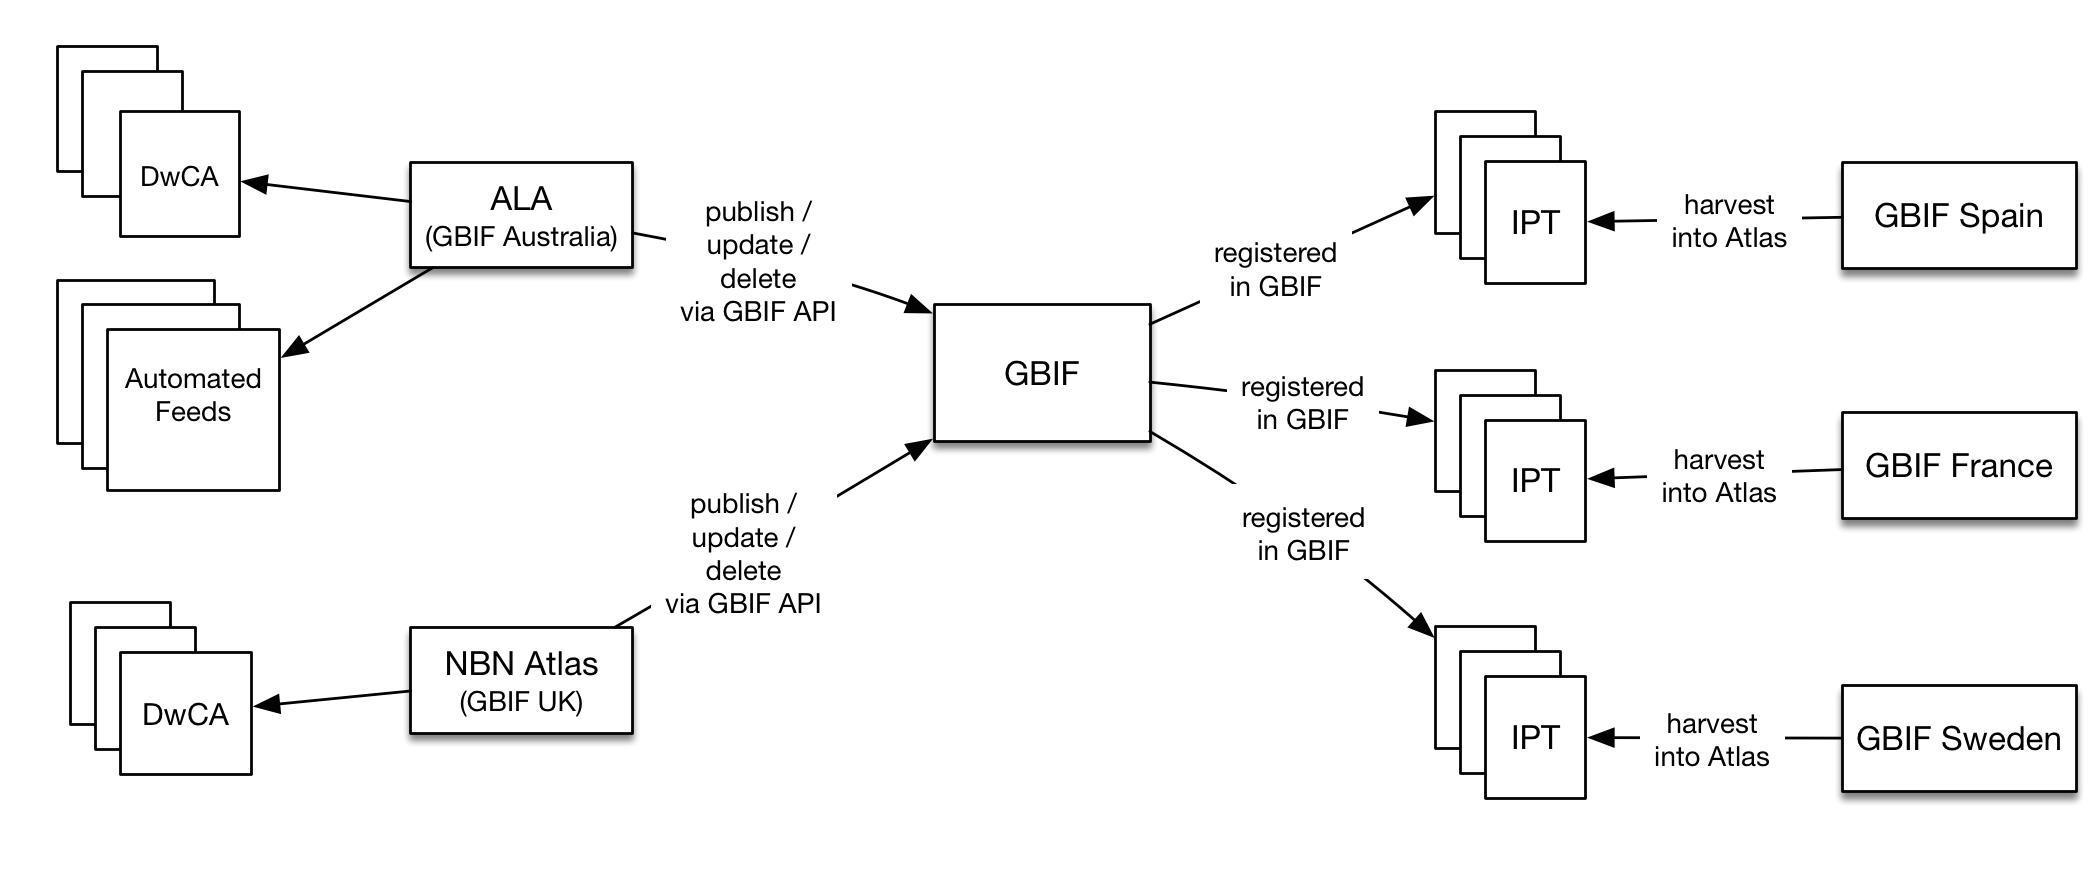 DwCA
Automated
Feeds
ALA
(GBIF Australia)
publish /
update /
delete
via GBIF API
DwCA
NBN Atlas
(GBIF UK)
publish /
update /
delete
via GBIF API
GBIF
registered
in GBIF
IPT
harvest
into Atlas
GBIF Spain
registered
in GBIF
IPT
harvest
into Atlas
GBIF France
registered
in GBIF
IPT
harvest
into Atlas
GBIF Sweden